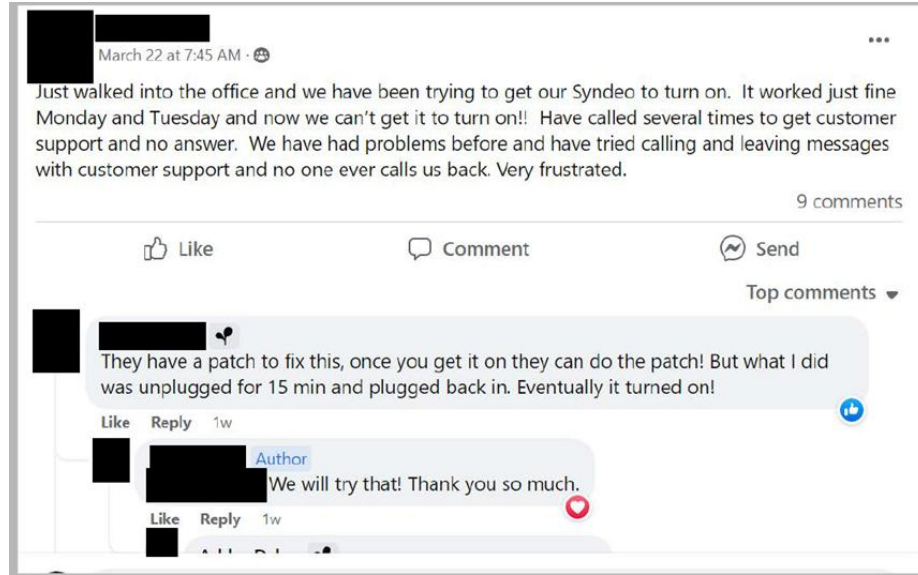 March 22 at 7:45 AM ·
Just walked into the office and we have been trying to get our Syndeo to turn on. It worked just fine
Monday and Tuesday and now we can't get it to turn on!! Have called several times to get customer
support and no answer. We have had problems before and have tried calling and leaving messages
with customer support and no one ever calls us back. Very frustrated.
9 comments
Like Comment Send
Top comments
They have a patch to fix this, once you get it on they can do the patch! But what I did
was unplugged for 15 min and plugged back in. Eventually it turned on!
Like Reply 1w
Author
We will try that! Thank you so much.
Like Reply 1w